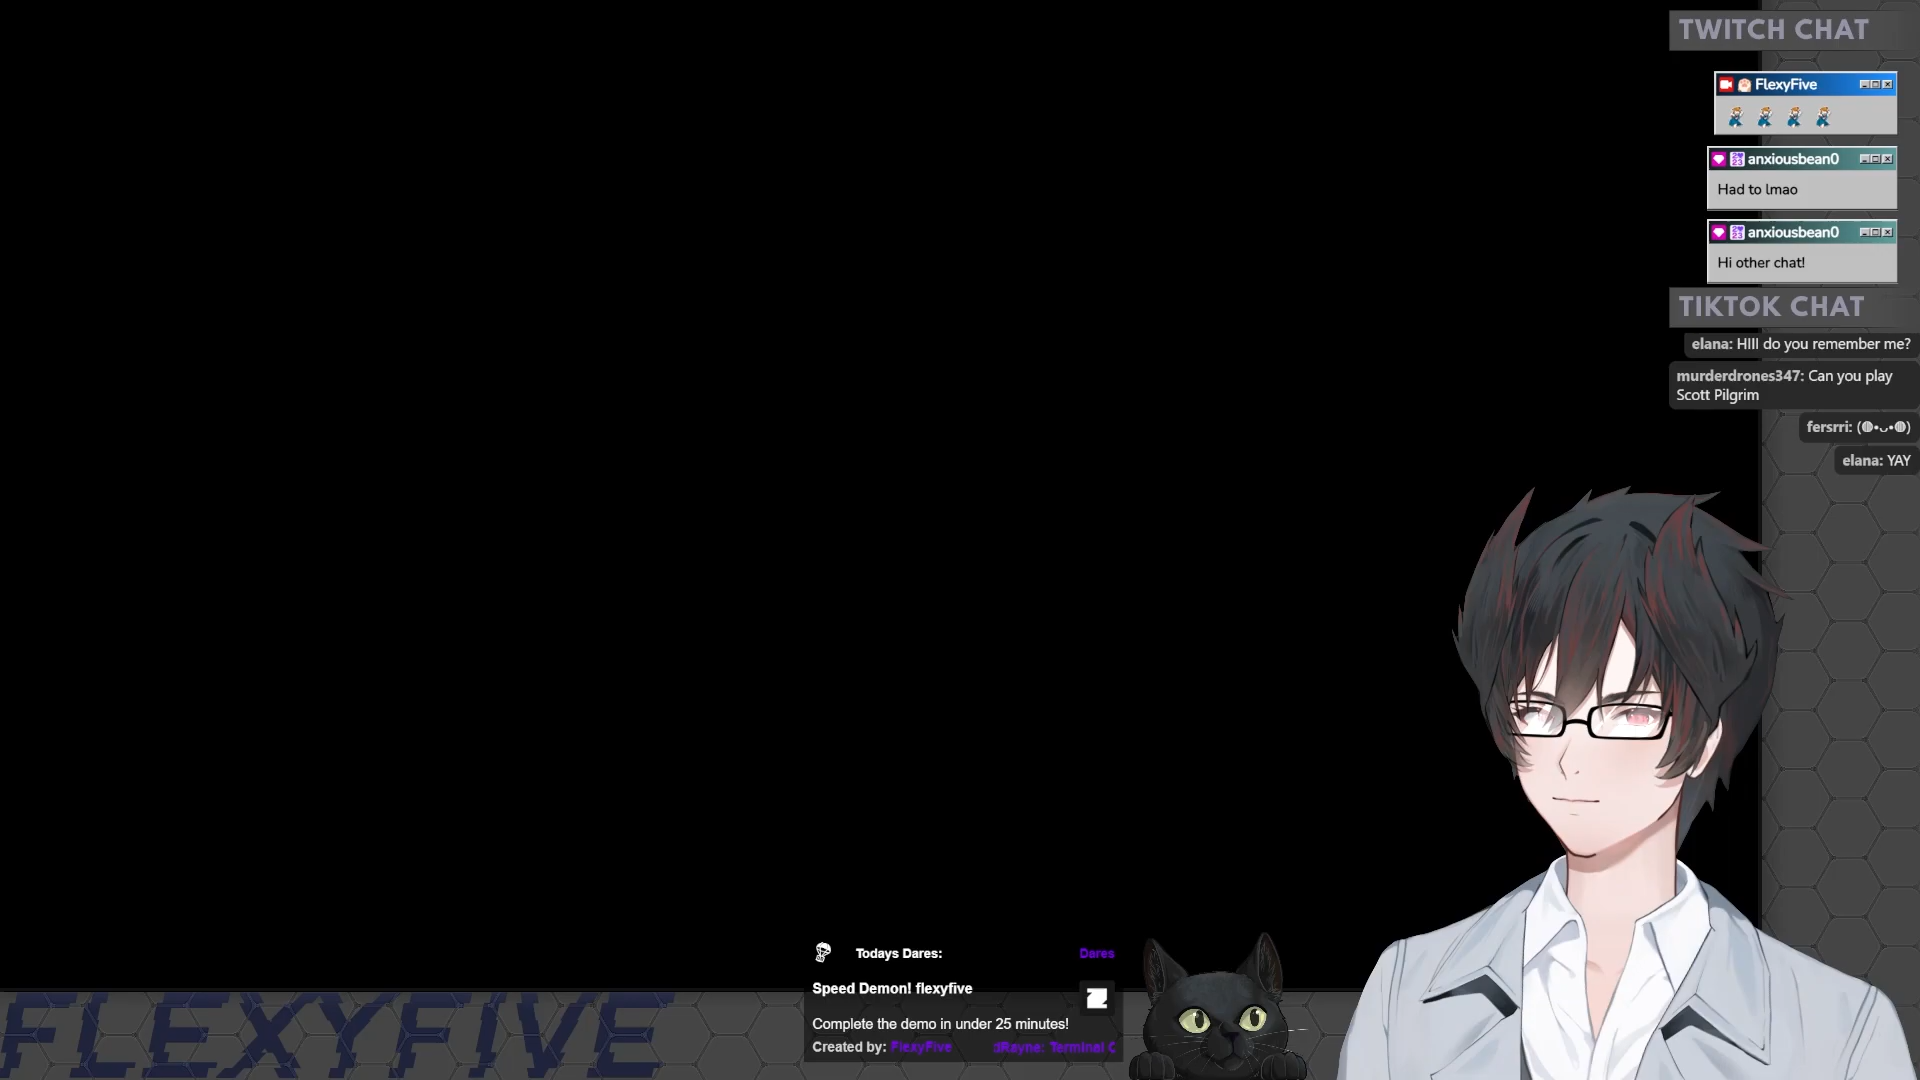 TWITCH CHAT
FlexyFive
anxiousbean0
Had to lmao
anxiousbean0
Hi other chat!
TIKTOK CHAT
elana: HIII do you remember me?
murderdrones347: Can you play
Scott Pilgrim
fersrri: (◍•ᴗ•◍)
elana: YAY
Todays Dares:
Dares
Speed Demon! flexyfive
Complete the demo in under 25 minutes!
Created by: FlexyFive
dRayne: Terminal C
FLEXYFIVE